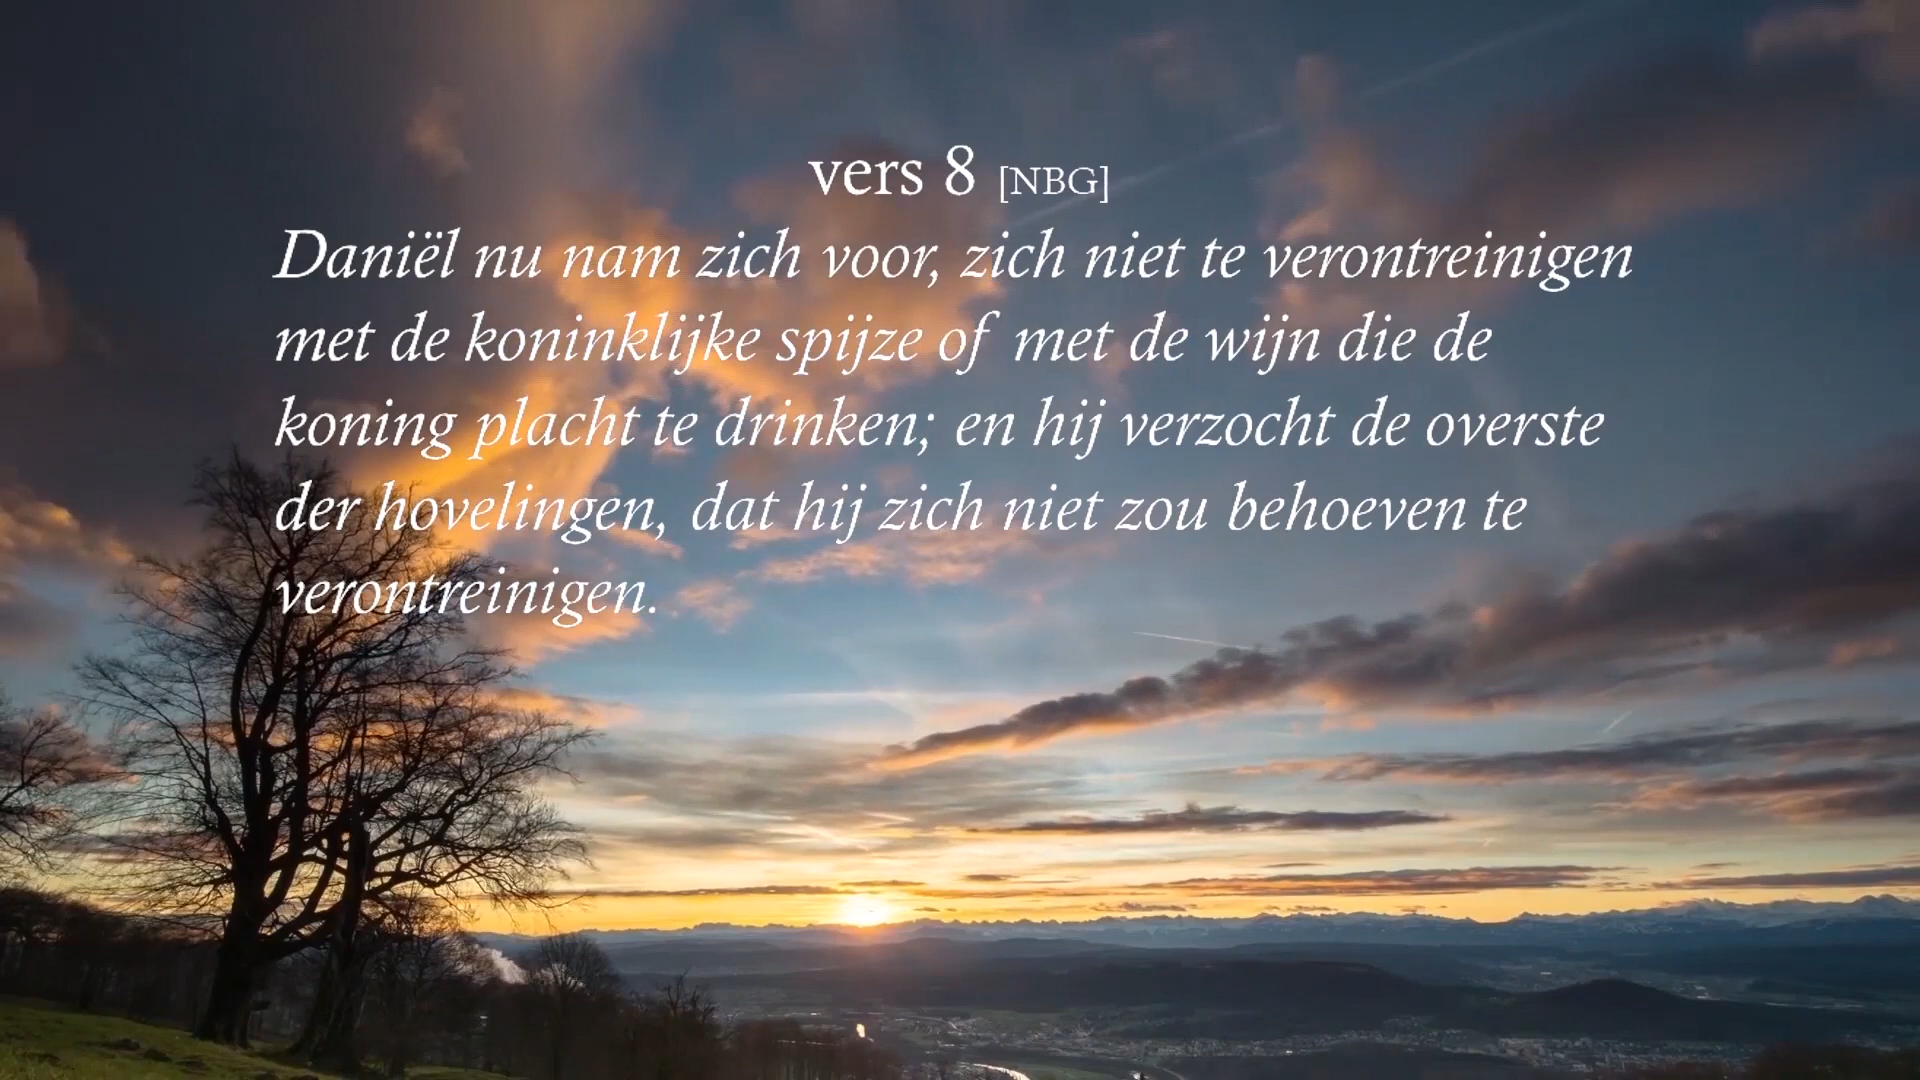 vers 8 [NBG]
Daniël nu nam zich voor, zich niet te verontreinigen
met de koninklijke spijze of met de wijn die de
koning placht te drinken; en hij verzocht de overste
der hovelingen, dat hij zich niet zou behoeven te
verontreinigen.